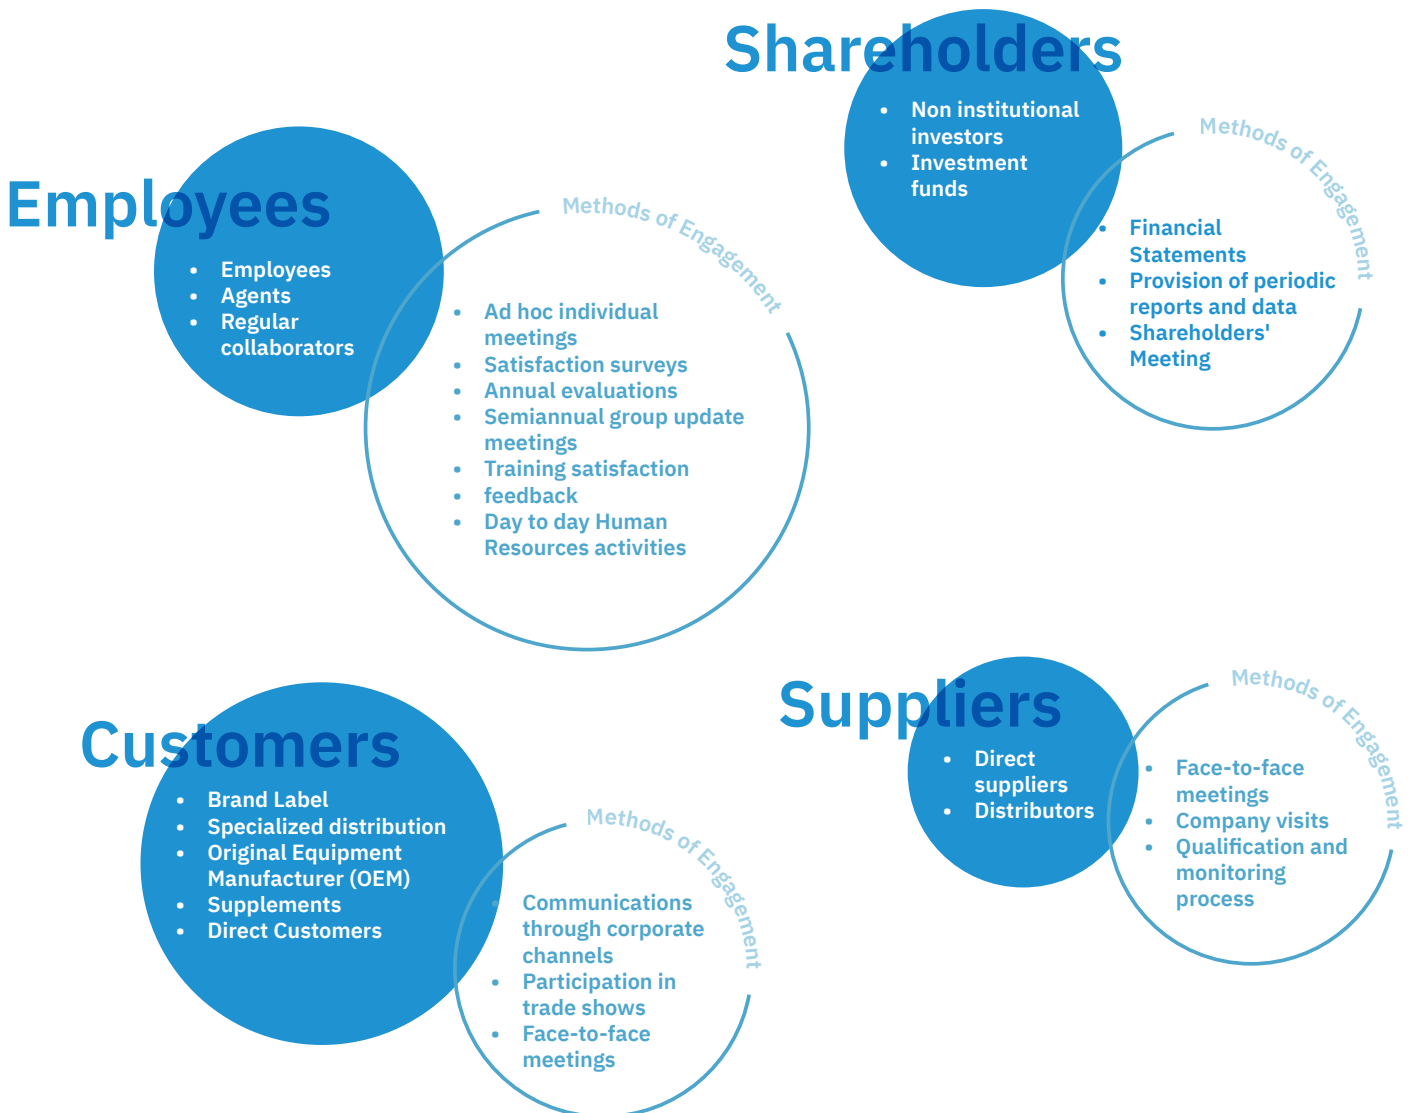 Shareholders
• Non institutional
investors
• Investment
funds
Methods of Engagement
• Financial
Statements
• Provision of periodic
reports and data
• Shareholders'
Meeting
Employees
• Employees
• Agents
• Regular
collaborators
Methods of Engagement
• Ad hoc individual
meetings
• Satisfaction surveys
• Annual evaluations
• Semiannual group update
meetings
• Training satisfaction
• feedback
• Day to day Human
Resources activities
Customers
• Brand Label
• Specialized distribution
• Original Equipment
Manufacturer (OEM)
• Supplements
• Direct Customers
Methods of Engagement
• Communications
through corporate
channels
• Participation in
trade shows
• Face-to-face
meetings
Suppliers
• Direct
suppliers
• Distributors
Methods of Engagement
• Face-to-face
meetings
• Company visits
• Qualification and
monitoring
process